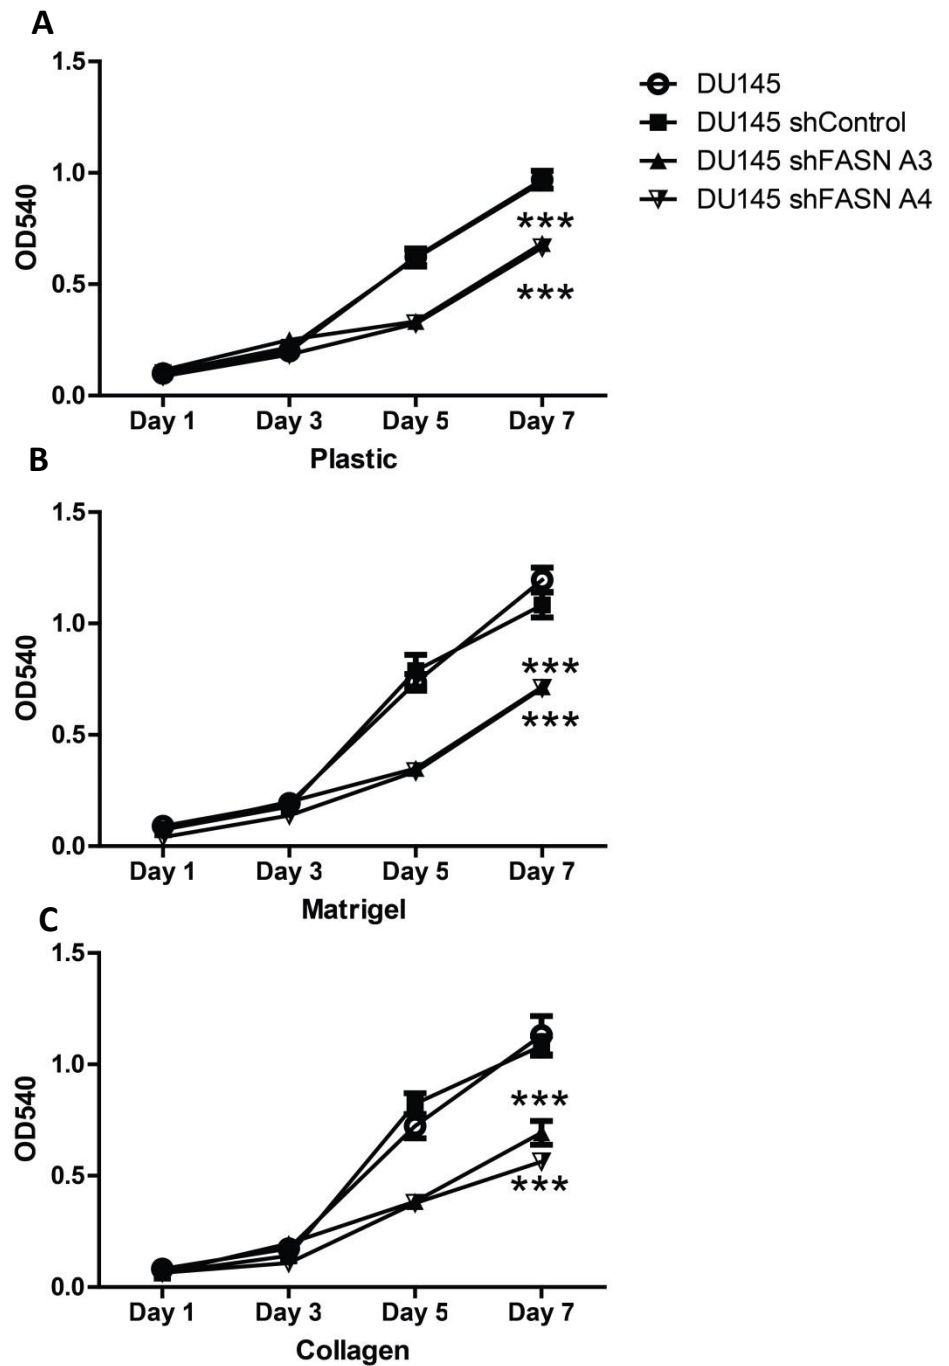 A
1.5
1.0
0.5
0.0
OD540
Day 1 Day 3 Day 5 Day 7
Plastic
***
***
DU145
DU145 shControl
DU145 shFASN A3
DU145 shFASN A4
B
1.5
1.0
0.5
0.0
OD540
Day 1 Day 3 Day 5 Day 7
Matrigel
***
***
C
1.5
1.0
0.5
0.0
OD540
Day 1 Day 3 Day 5 Day 7
Collagen
***
***